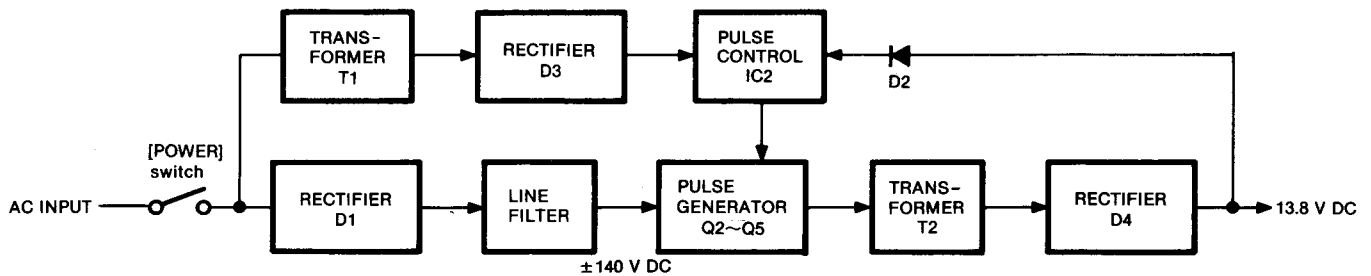 TRANS-
FORMER
T1
RECTIFIER
D3
PULSE
CONTROL
IC2
D2
[POWER]
switch
AC INPUT
RECTIFIER
D1
LINE
FILTER
±140 V DC
PULSE
GENERATOR
Q2~Q5
TRANS-
FORMER
T2
RECTIFIER
D4
13.8 V DC